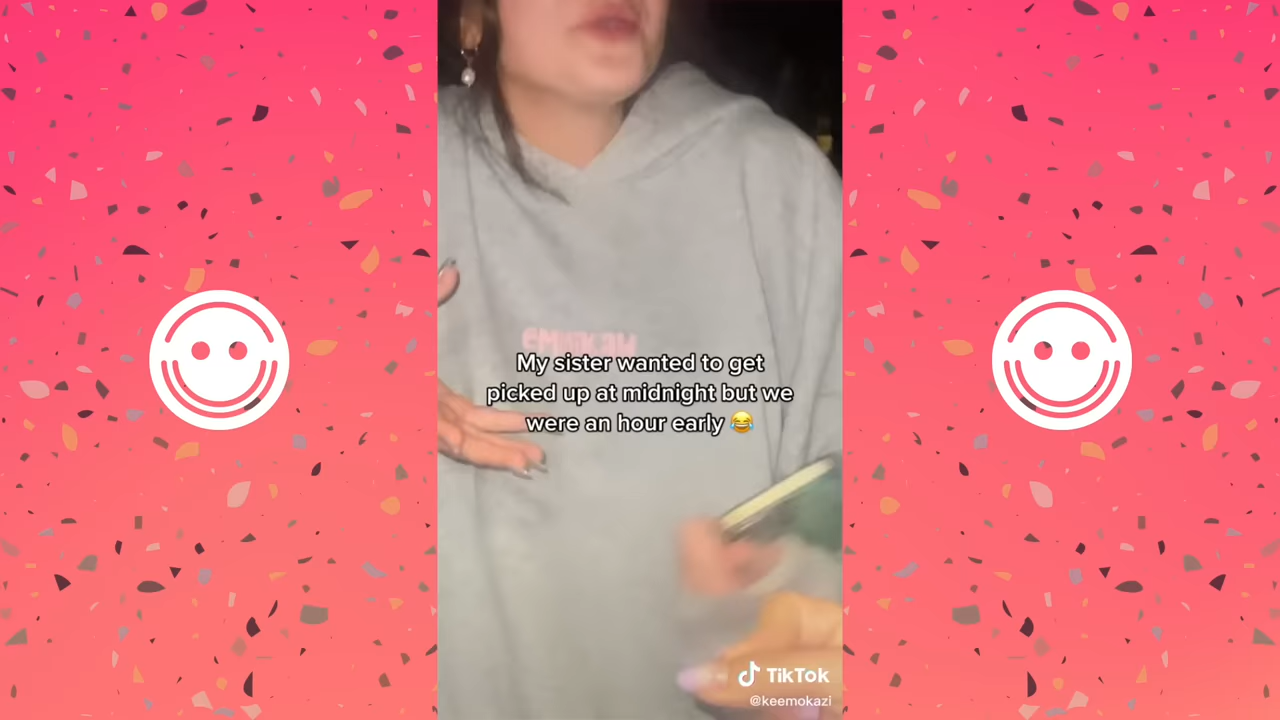 My sister wanted to get
picked up at midnight but we
were an hour early 😂
TikTok
@keemokazi